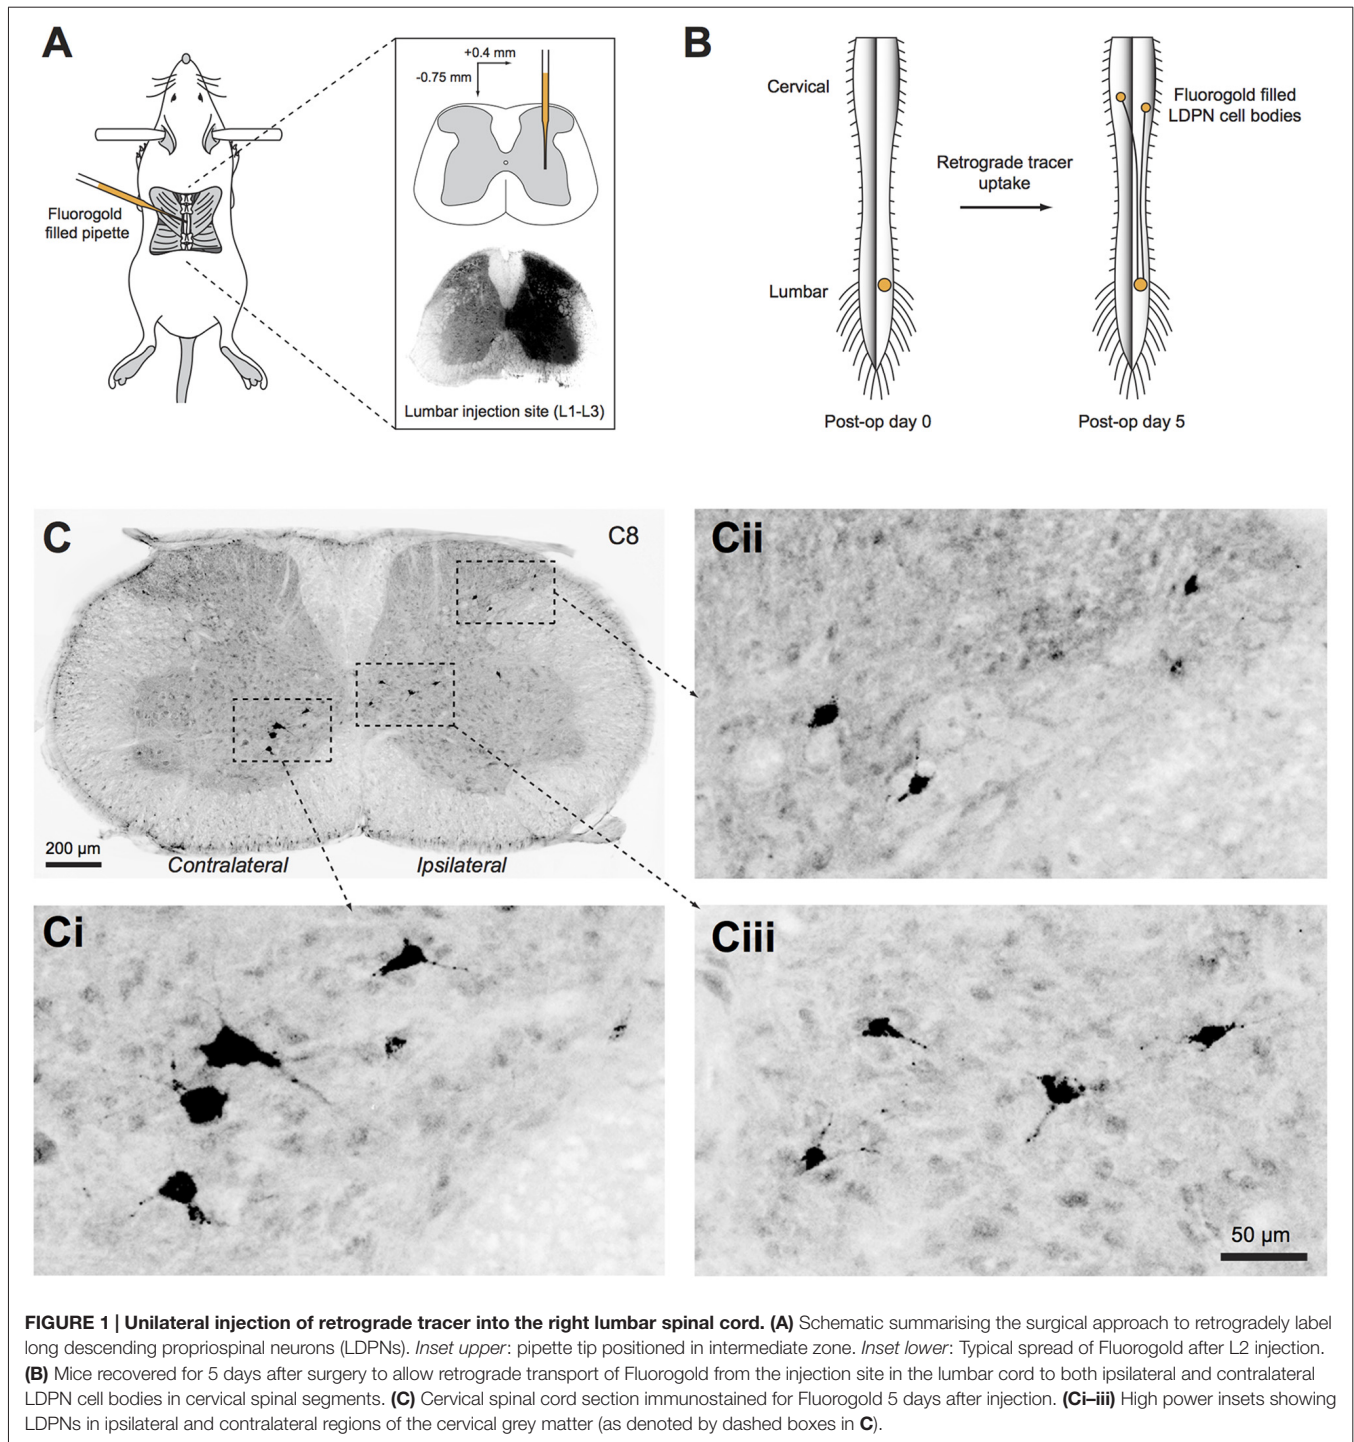 A
+0.4 mm
-0.75 mm
Fluorogold
filled pipette
Lumbar injection site (L1-L3)
B
Cervical
Lumbar
Retrograde tracer
uptake
Fluorogold filled
LDPN cell bodies
Post-op day 0
Post-op day 5
C
C8
200 µm
Contralateral
Ipsilateral
Cii
Ci
Ciii
50 µm
FIGURE 1 | Unilateral injection of retrograde tracer into the right lumbar spinal cord. (A) Schematic summarising the surgical approach to retrogradely label
long descending propriospinal neurons (LDPNs). Inset upper: pipette tip positioned in intermediate zone. Inset lower: Typical spread of Fluorogold after L2 injection.
(B) Mice recovered for 5 days after surgery to allow retrograde transport of Fluorogold from the injection site in the lumbar cord to both ipsilateral and contralateral
LDPN cell bodies in cervical spinal segments. (C) Cervical spinal cord section immunostained for Fluorogold 5 days after injection. (Ci–iii) High power insets showing
LDPNs in ipsilateral and contralateral regions of the cervical grey matter (as denoted by dashed boxes in C).